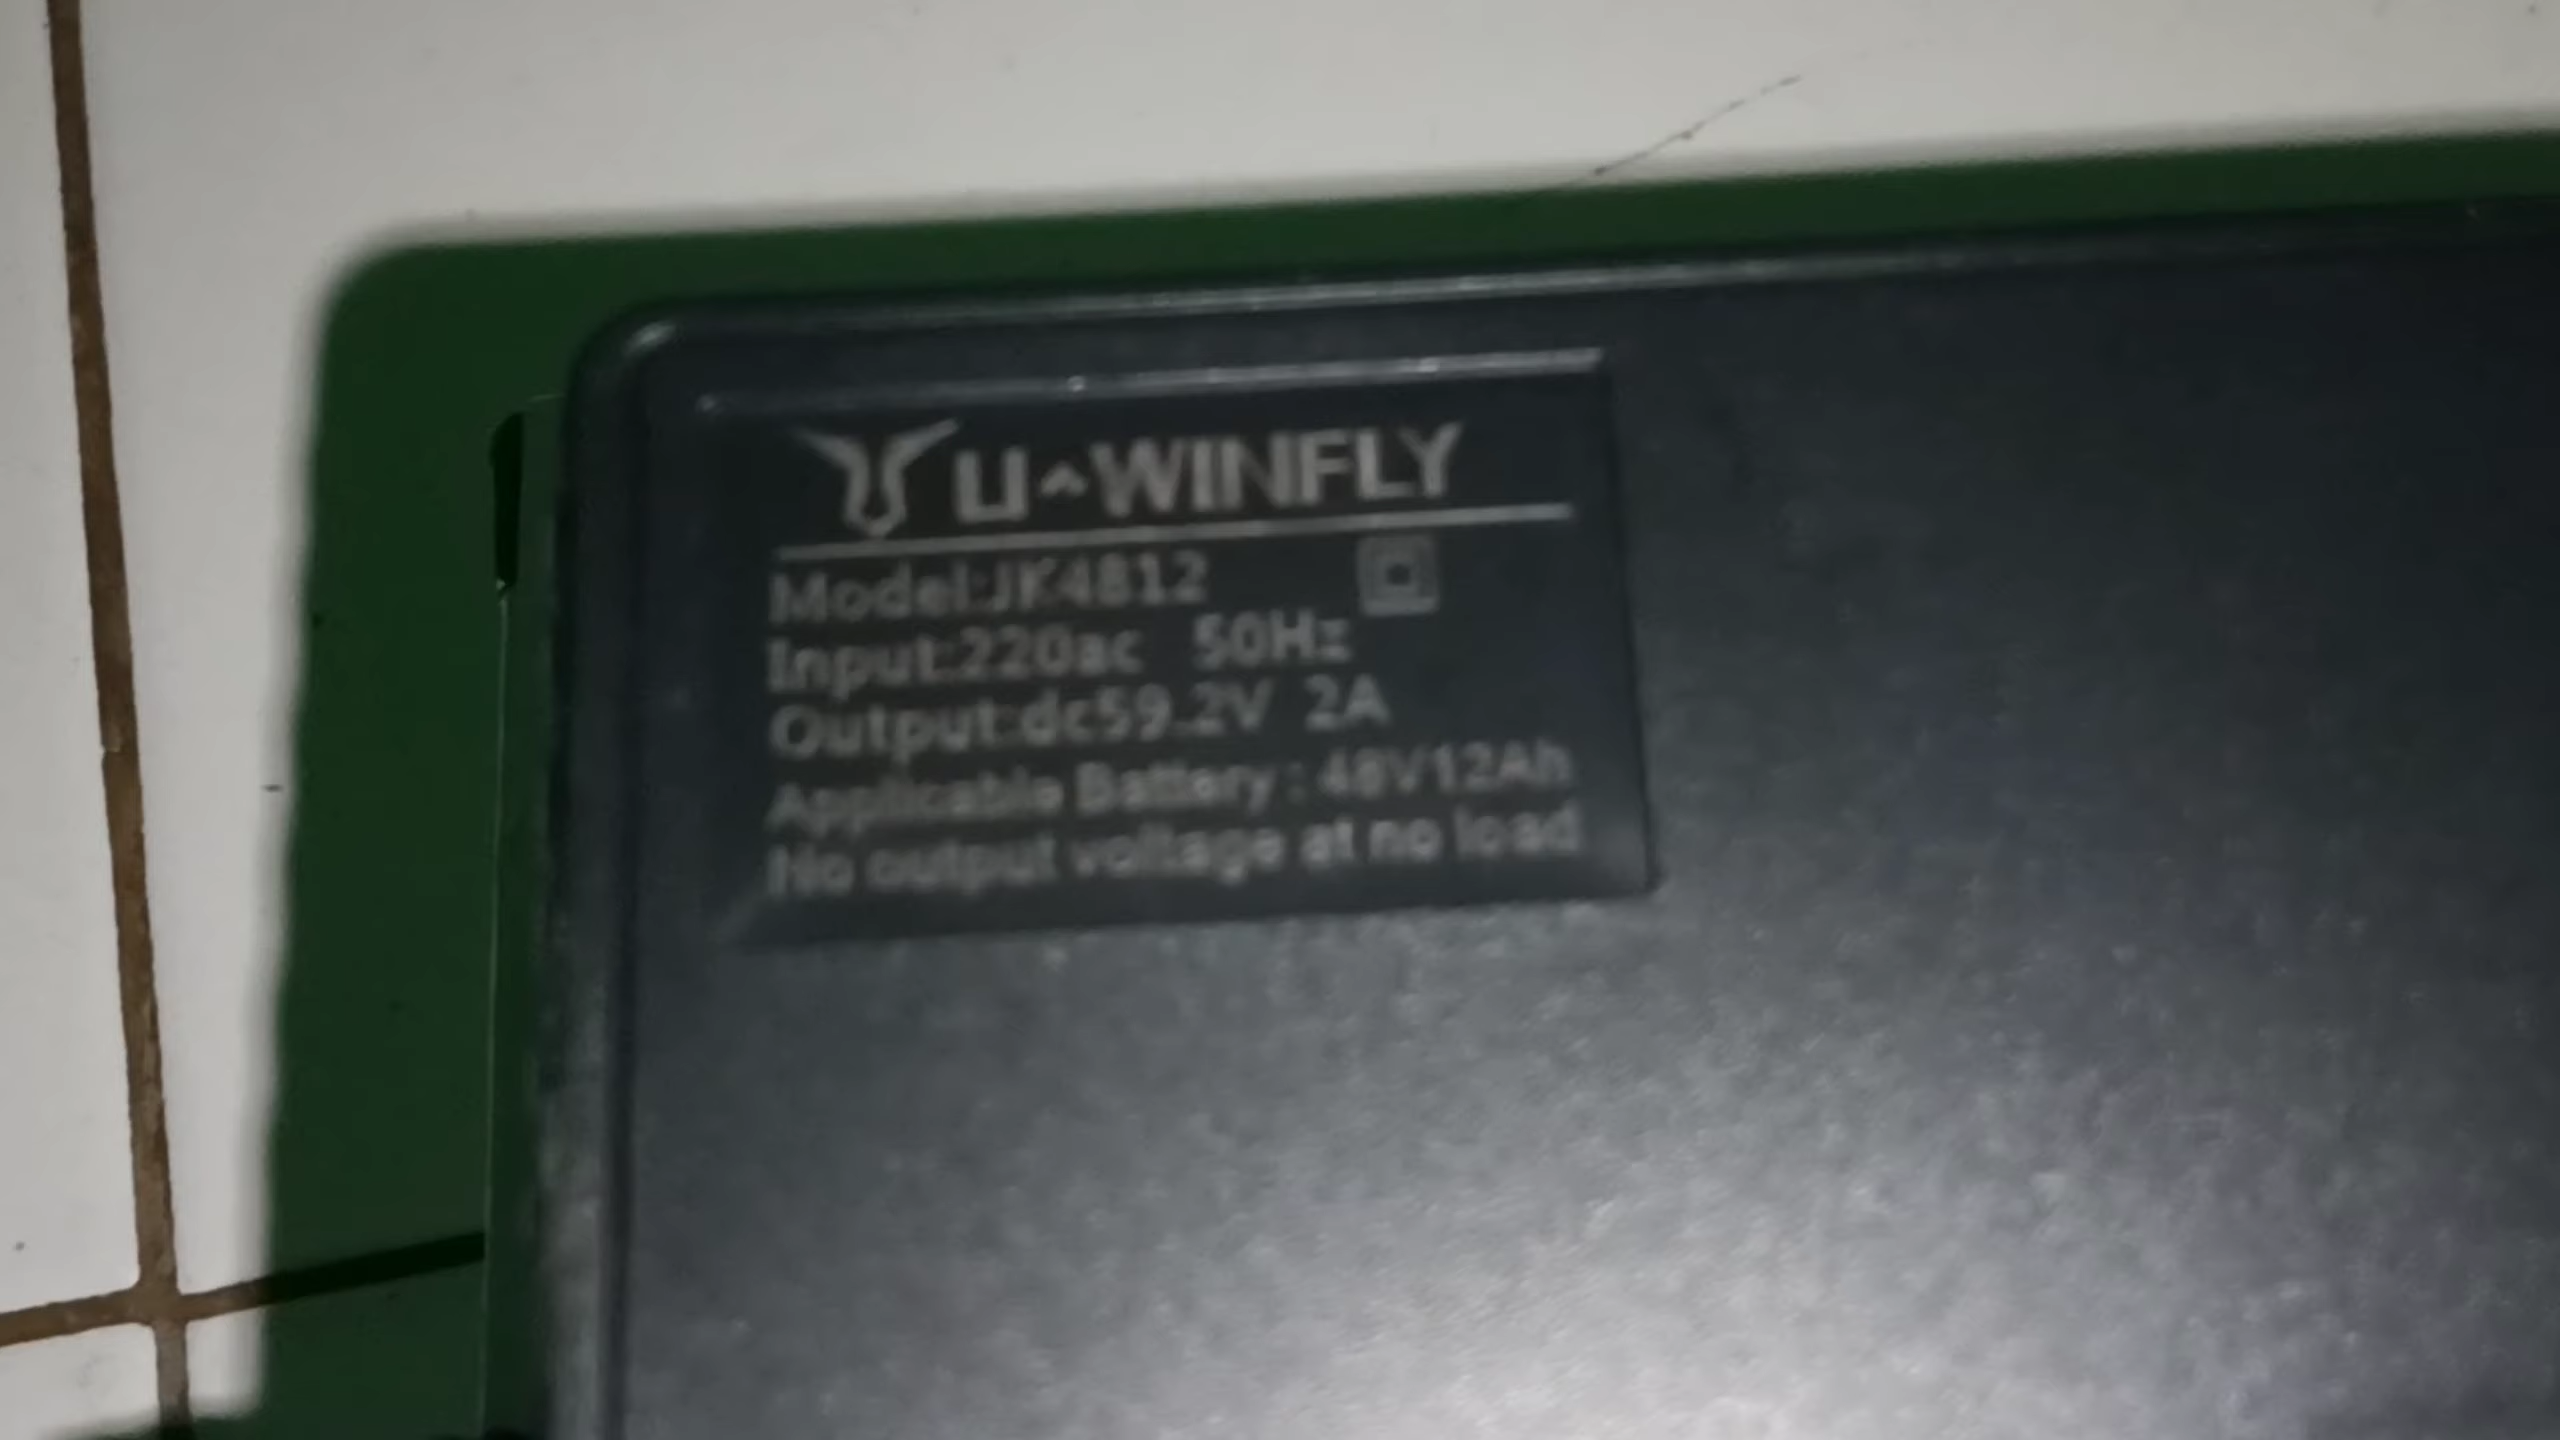 U^WINFLY
Model:JK4812
Input:220ac 50Hz
Output:dc59.2V 2A
Applicable Battery : 48V12Ah
No output voltage at no load